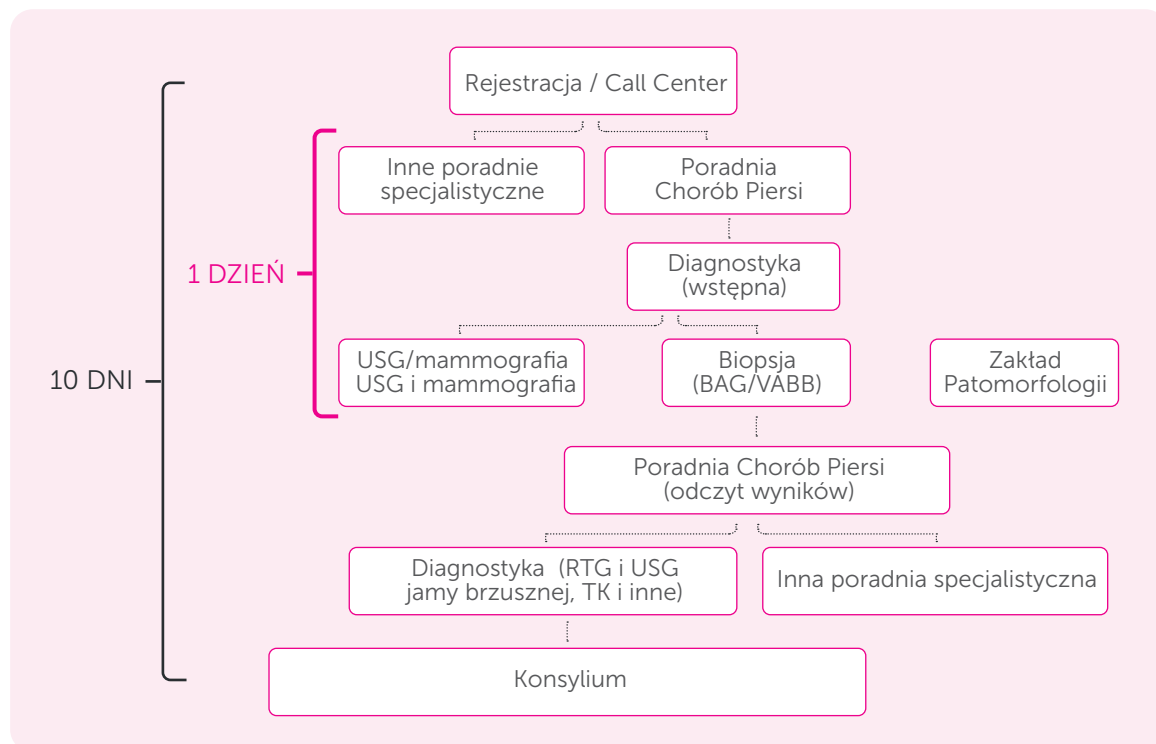 Rejestracja / Call Center
Inne poradnie
specjalistyczne
Poradnia
Chorób Piersi
1 DZIEŃ
Diagnostyka
(wstępna)
10 DNI
USG/mammografia
USG i mammografia
Biopsja
(BAG/VABB)
Zakład
Patomorfologii
Poradnia Chorób Piersi
(odczyt wyników)
Diagnostyka (RTG i USG
jamy brzusznej, TK i inne)
Inna poradnia specjalistyczna
Konsylium